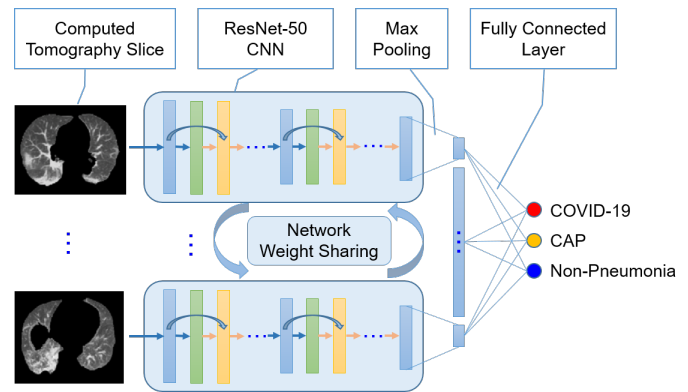 Computed
Tomography Slice
ResNet-50
CNN
Max
Pooling
Fully Connected
Layer
Network
Weight Sharing
COVID-19
CAP
Non-Pneumonia